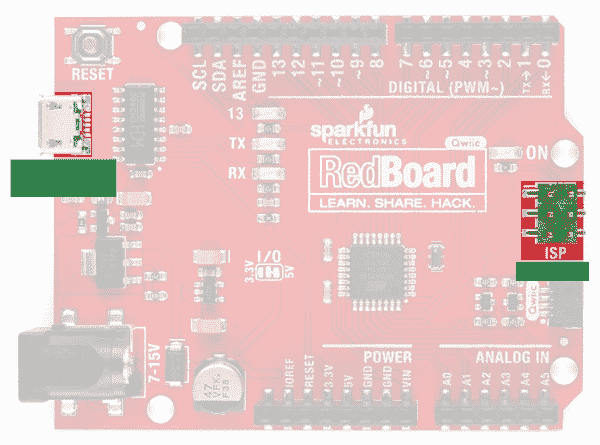 RESET
SCL
SDA
AREF
GND
13
12
~11
~10
~9
8
7
~6
~5
4
~3
2
TX→1
RX←0
DIGITAL (PWM~)
13
TX
RX
sparkfun
ELECTRONICS
Qwiic
ON
RedBoard
LEARN. SHARE. HACK.
ISP
I/O
3.3V
5V
Qwiic
7-15V
47
VFK
POWER
ANALOG IN
IOREF
RESET
3.3V
5V
GND
GND
VIN
A0
A1
A2
A3
A4
A5